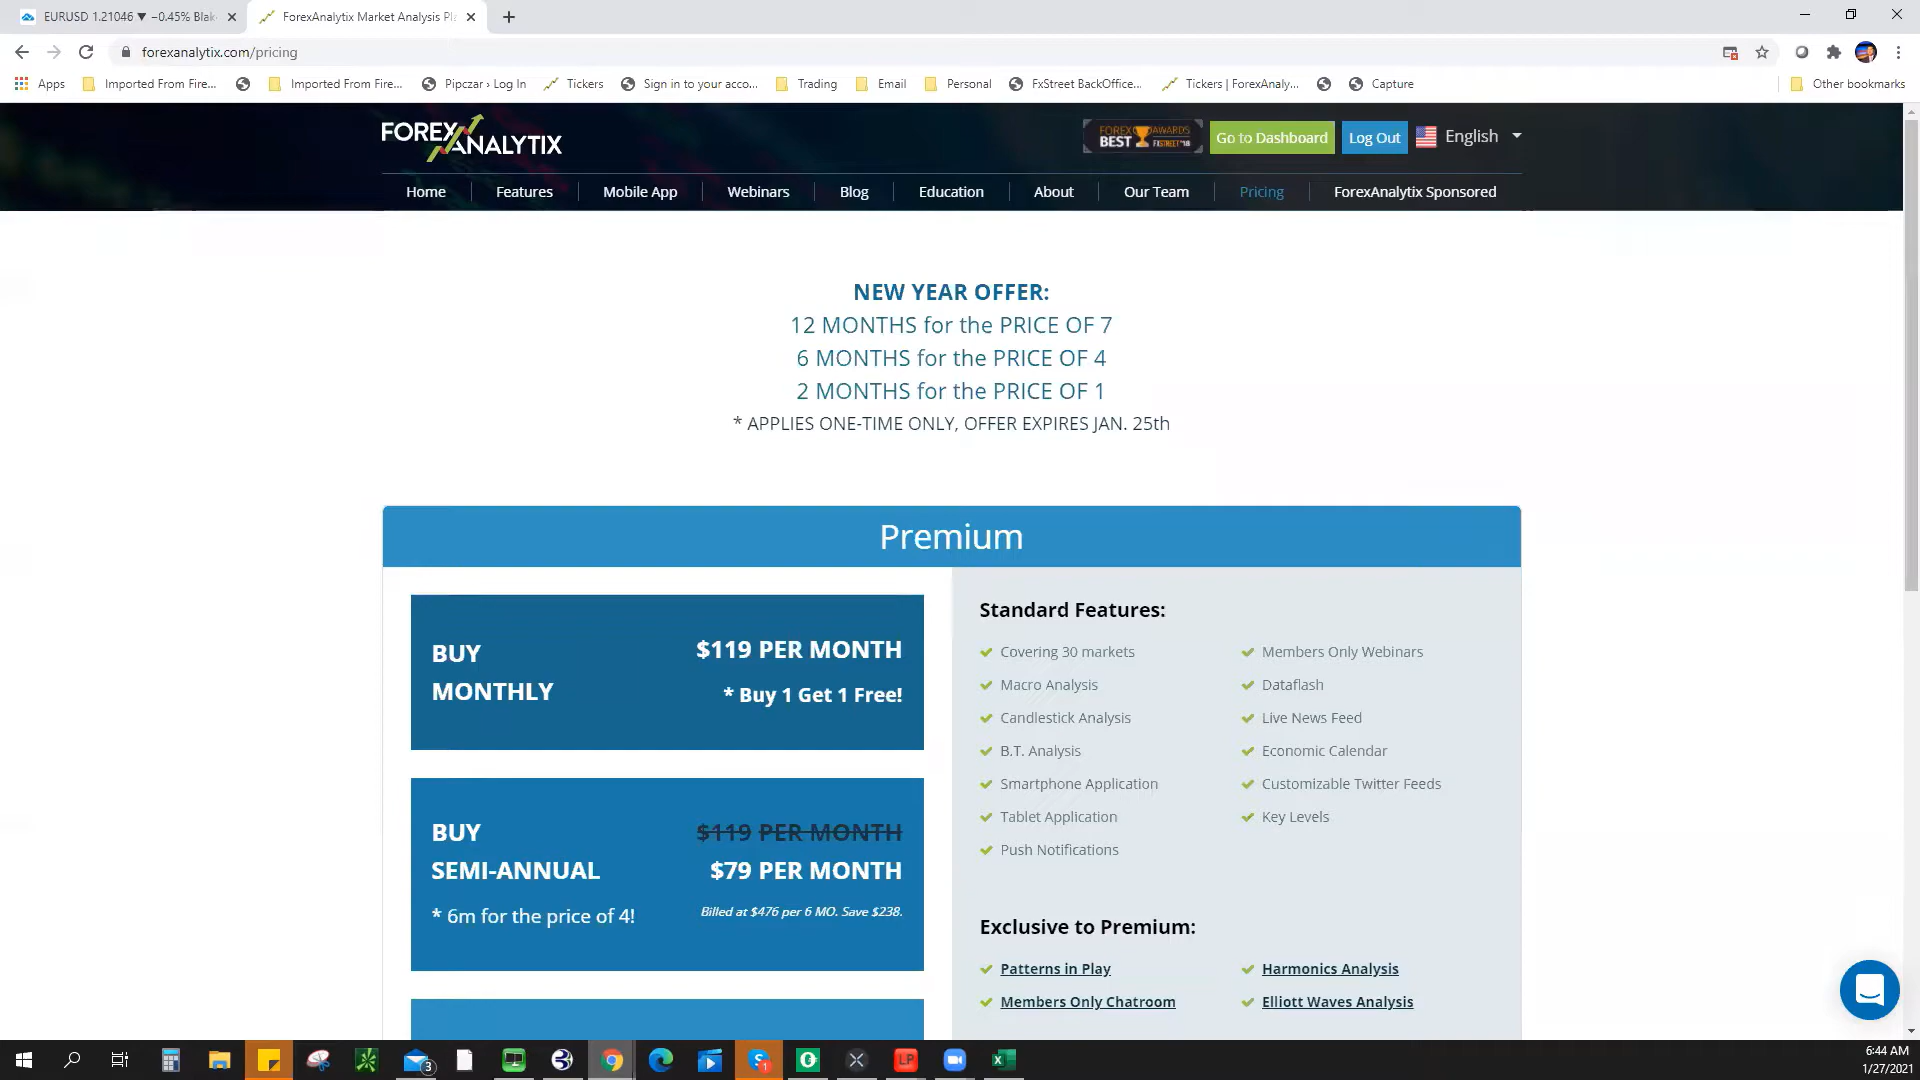 EURUSD 1.21046 ▼ −0.45% Blak
ForexAnalytix Market Analysis Pl
forexanalytix.com/pricing
Apps
Imported From Fire...
Imported From Fire...
Pipczar › Log In
Tickers
Sign in to your acco...
Trading
Email
Personal
FxStreet BackOffice...
Tickers | ForexAnaly...
Capture
Other bookmarks
FOREX ANALYTIX
FOREX AWARDS
BEST FXSTREET'18
Go to Dashboard
Log Out
English
Home
Features
Mobile App
Webinars
Blog
Education
About
Our Team
Pricing
ForexAnalytix Sponsored
NEW YEAR OFFER:
12 MONTHS for the PRICE OF 7
6 MONTHS for the PRICE OF 4
2 MONTHS for the PRICE OF 1
* APPLIES ONE-TIME ONLY, OFFER EXPIRES JAN. 25th
Premium
BUY
MONTHLY
$119 PER MONTH
* Buy 1 Get 1 Free!
BUY
SEMI-ANNUAL
* 6m for the price of 4!
$119 PER MONTH
$79 PER MONTH
Billed at $476 per 6 MO. Save $238.
Standard Features:
Covering 30 markets
Macro Analysis
Candlestick Analysis
B.T. Analysis
Smartphone Application
Tablet Application
Push Notifications
Members Only Webinars
Dataflash
Live News Feed
Economic Calendar
Customizable Twitter Feeds
Key Levels
Exclusive to Premium:
Patterns in Play
Members Only Chatroom
Harmonics Analysis
Elliott Waves Analysis
3
1
LP
6:44 AM
1/27/2021